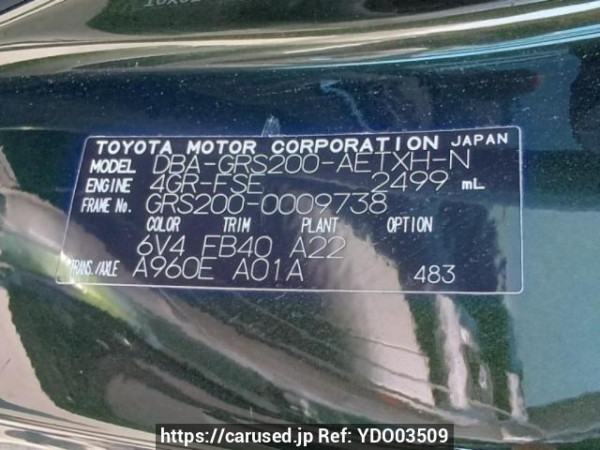 TOYOTA MOTOR CORPORATION JAPAN
MODEL DBA-GRS200-AETXH-N
ENGINE 4GR-FSE 2499 mL
FRAME No. GRS200-0009738
COLOR TRIM PLANT OPTION
6V4 FB40 A22
TRANS./AXLE A960E A01A 483
https://carused.jp Ref: YDO03509